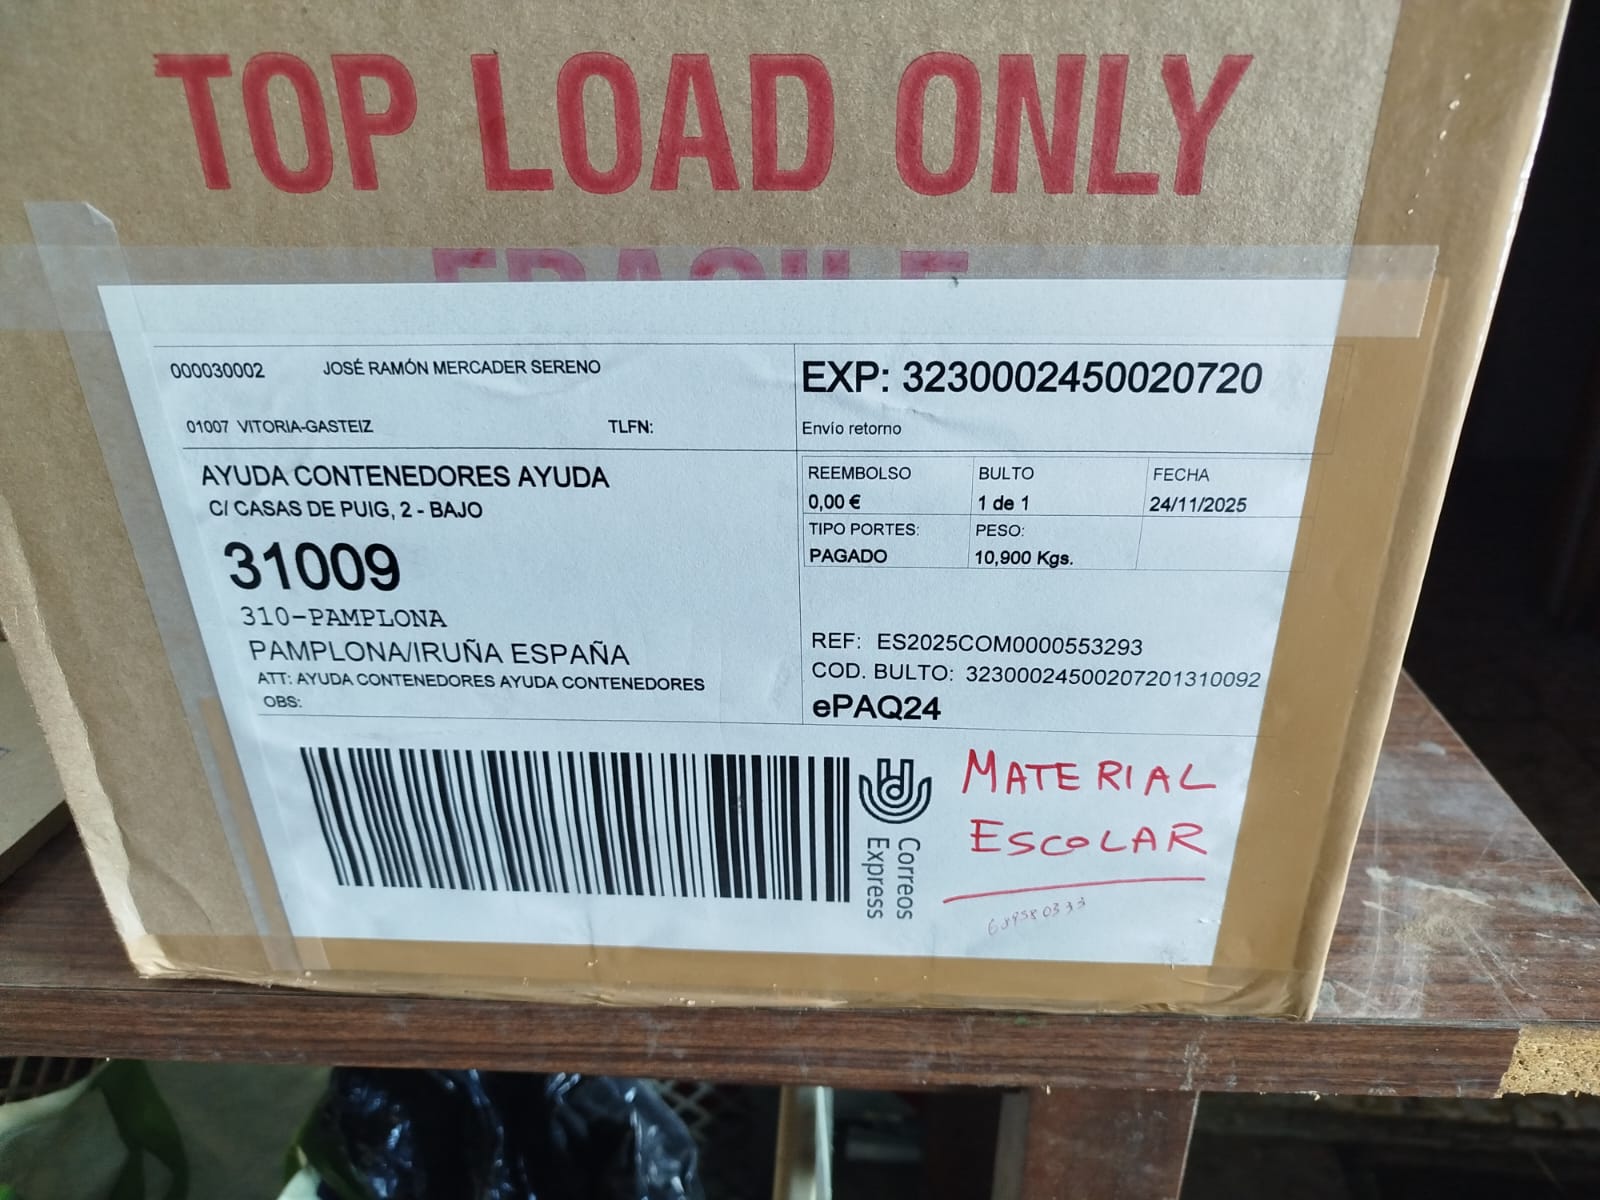 TOP LOAD ONLY
FRAGILE
000030002 JOSÉ RAMÓN MERCADER SERENO
01007 VITORIA-GASTEIZ TLFN:
EXP: 3230002450020720
Envío retorno
AYUDA CONTENEDORES AYUDA
C/ CASAS DE PUIG, 2 - BAJO
31009
310-PAMPLONA
PAMPLONA/IRUÑA ESPAÑA
ATT: AYUDA CONTENEDORES AYUDA CONTENEDORES
OBS:
REEMBOLSO BULTO FECHA
0,00 € 1 de 1 24/11/2025
TIPO PORTES: PESO:
PAGADO 10,900 Kgs.
REF: ES2025COM0000553293
COD. BULTO: 32300024500207201310092
ePAQ24
Correos
Express
MATERIAL
ESCOLAR